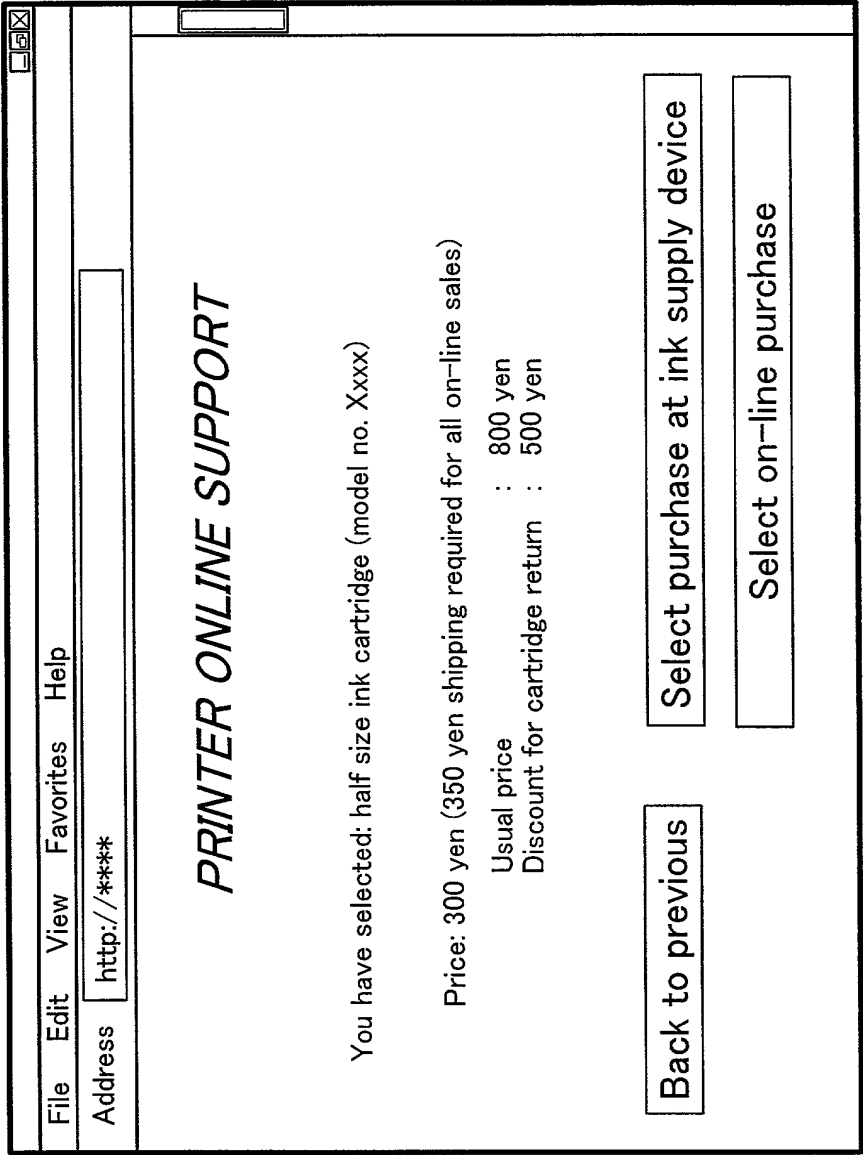 File Edit View Favorites Help
Address http://****
PRINTER ONLINE SUPPORT
You have selected: half size ink cartridge (model no. Xxxx)
Price: 300 yen (350 yen shipping required for all on-line sales)
Usual price : 800 yen
Discount for cartridge return : 500 yen
Back to previous
Select purchase at ink supply device
Select on-line purchase